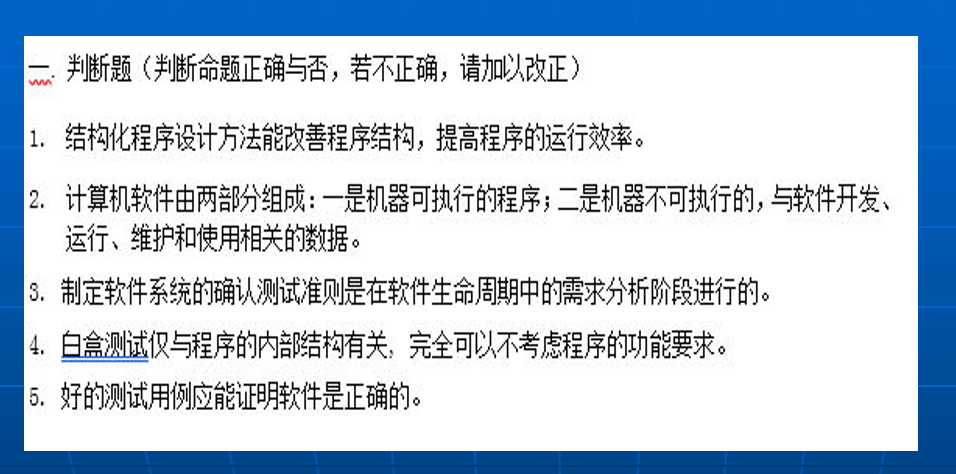 一. 判断题（判断命题正确与否，若不正确，请加以改正）
1. 结构化程序设计方法能改善程序结构，提高程序的运行效率。
2. 计算机软件由两部分组成：一是机器可执行的程序；二是机器不可执行的，与软件开发、
运行、维护和使用相关的数据。
3. 制定软件系统的确认测试准则是在软件生命周期中的需求分析阶段进行的。
4. 白盒测试仅与程序的内部结构有关，完全可以不考虑程序的功能要求。
5. 好的测试用例应能证明软件是正确的。